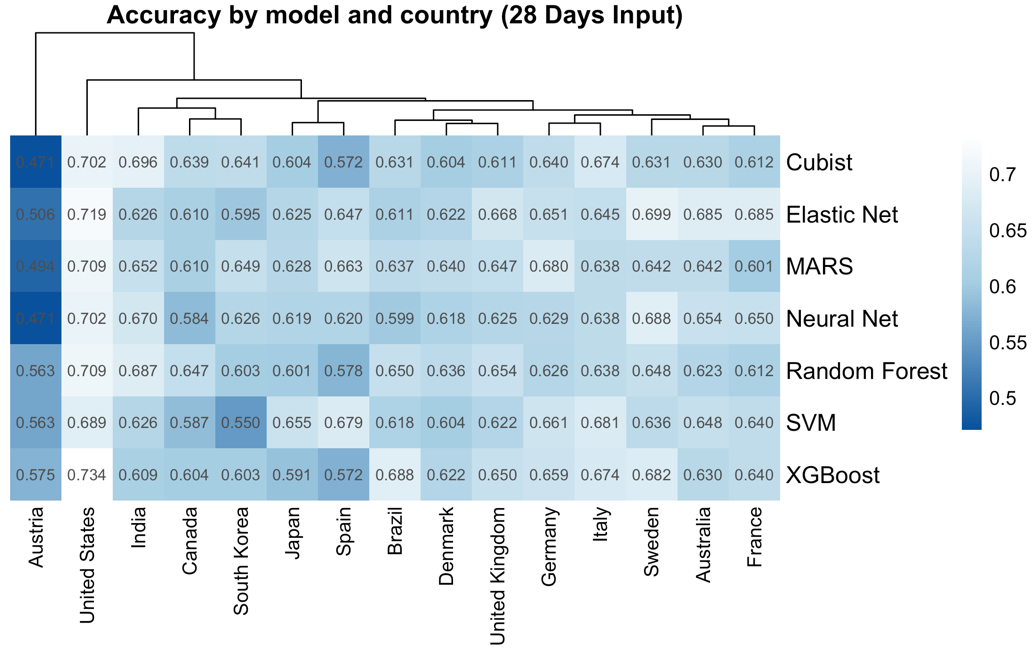 Accuracy by model and country (28 Days Input)
0.471 0.702 0.696 0.639 0.641 0.604 0.572 0.631 0.604 0.611 0.640 0.674 0.631 0.630 0.612 Cubist
0.506 0.719 0.626 0.610 0.595 0.625 0.647 0.611 0.622 0.668 0.651 0.645 0.699 0.685 0.685 Elastic Net
0.494 0.709 0.652 0.610 0.649 0.628 0.663 0.637 0.640 0.647 0.680 0.638 0.642 0.642 0.601 MARS
0.471 0.702 0.670 0.584 0.626 0.619 0.620 0.599 0.618 0.625 0.629 0.638 0.688 0.654 0.650 Neural Net
0.563 0.709 0.687 0.647 0.603 0.601 0.578 0.650 0.636 0.654 0.626 0.638 0.648 0.623 0.612 Random Forest
0.563 0.689 0.626 0.587 0.550 0.655 0.679 0.618 0.604 0.622 0.661 0.681 0.636 0.648 0.640 SVM
0.575 0.734 0.609 0.604 0.603 0.591 0.572 0.688 0.622 0.650 0.659 0.674 0.682 0.630 0.640 XGBoost
Austria
United States
India
Canada
South Korea
Japan
Spain
Brazil
Denmark
United Kingdom
Germany
Italy
Sweden
Australia
France
0.7
0.65
0.6
0.55
0.5